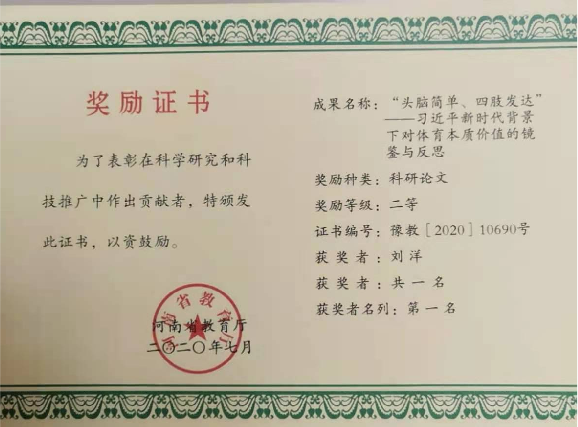 奖励证书
为了表彰在科学研究和科
技推广中作出贡献者，特颁发
此证书，以资鼓励。
河南省教育厅
河南省教育厅
二〇二〇年七月
成果名称：“头脑简单、四肢发达”
——习近平新时代背景
下对体育本质价值的镜
鉴与反思
奖励种类：科研论文
奖励等级：二等
证书编号：豫教［2020］10690号
获奖者：刘洋
获奖者：共一名
获奖者名列：第一名